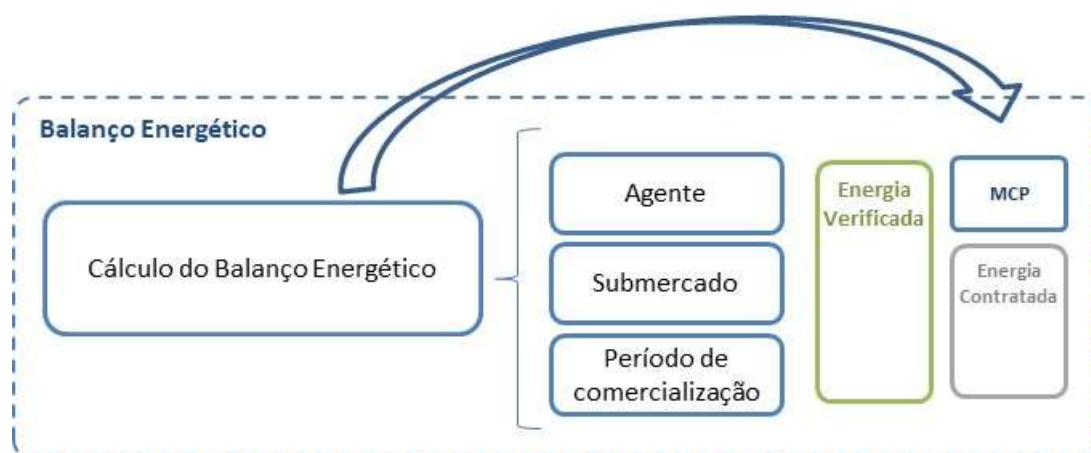 Balanço Energético
Cálculo do Balanço Energético
Agente
Submercado
Período de
comercialização
Energia
Verificada
MCP
Energia
Contratada